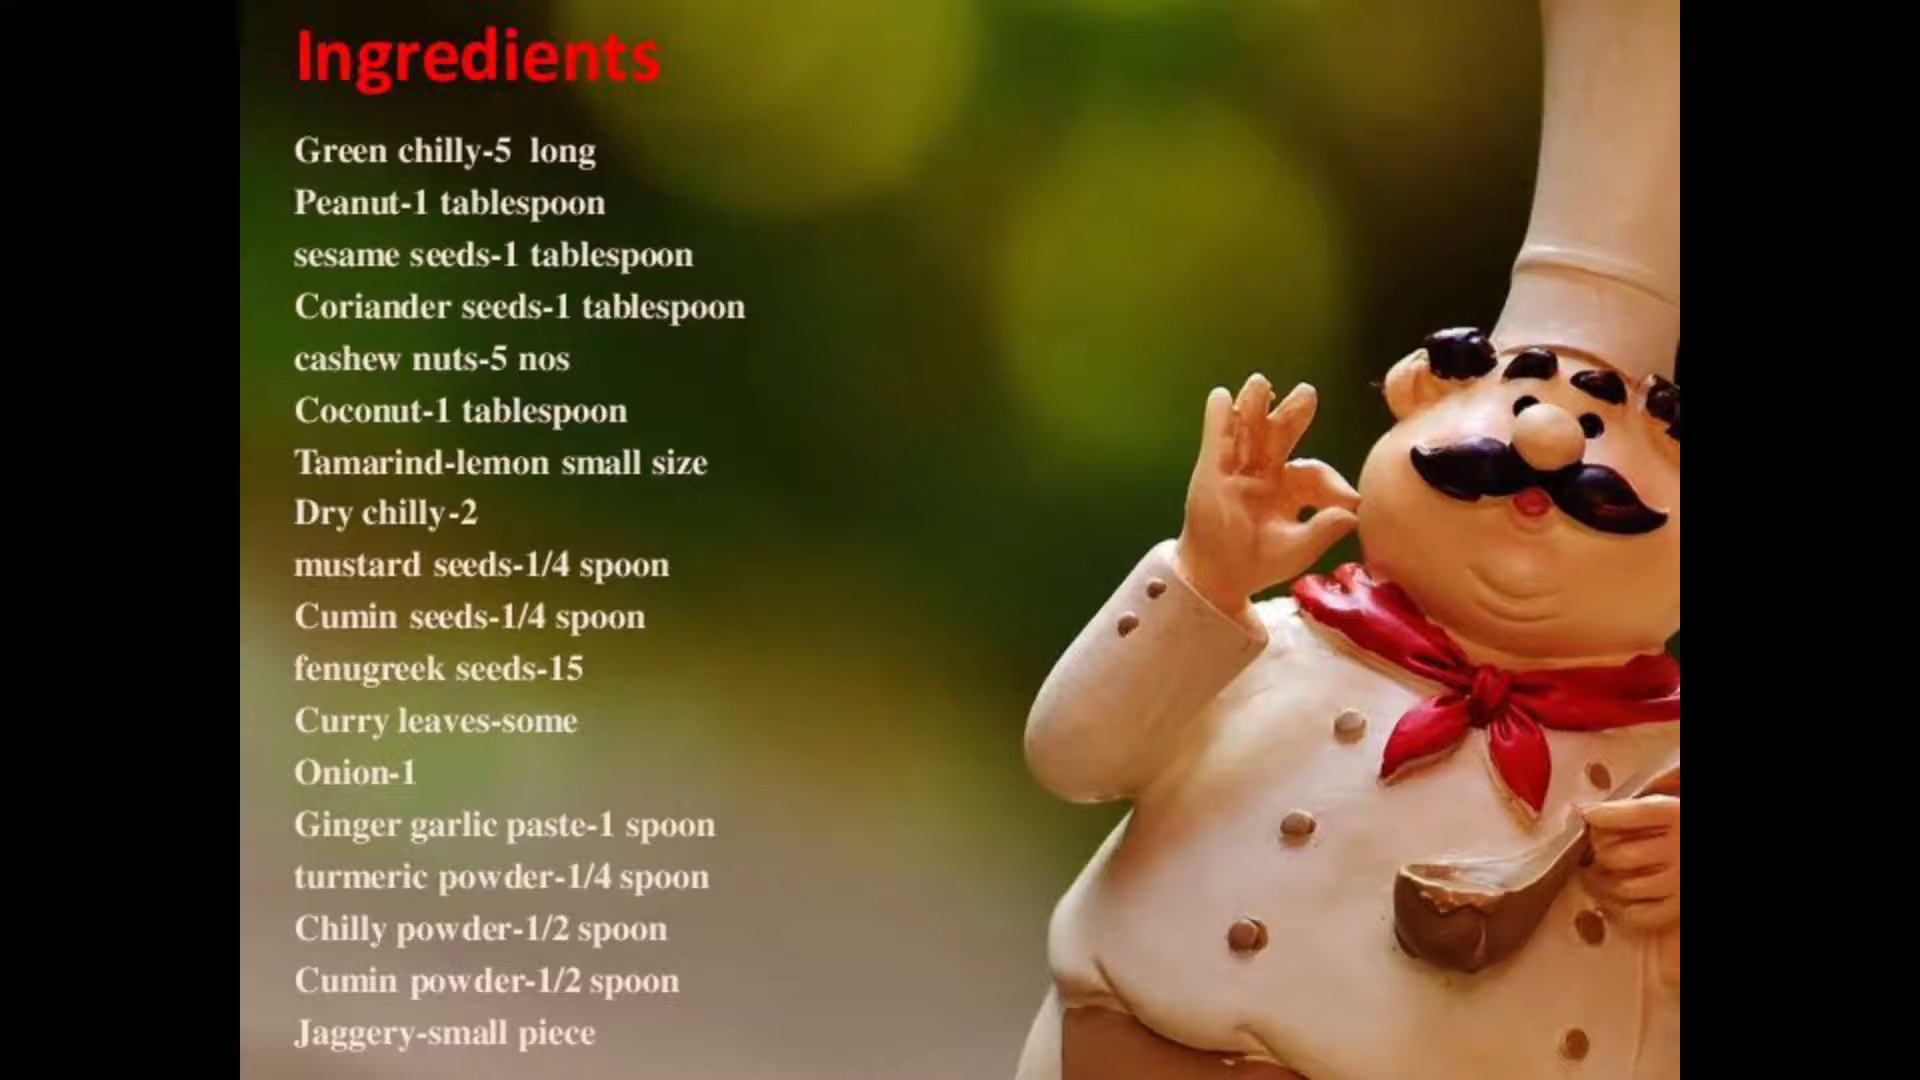 Ingredients
Green chilly-5 long
Peanut-1 tablespoon
sesame seeds-1 tablespoon
Coriander seeds-1 tablespoon
cashew nuts-5 nos
Coconut-1 tablespoon
Tamarind-lemon small size
Dry chilly-2
mustard seeds-1/4 spoon
Cumin seeds-1/4 spoon
fenugreek seeds-15
Curry leaves-some
Onion-1
Ginger garlic paste-1 spoon
turmeric powder-1/4 spoon
Chilly powder-1/2 spoon
Cumin powder-1/2 spoon
Jaggery-small piece